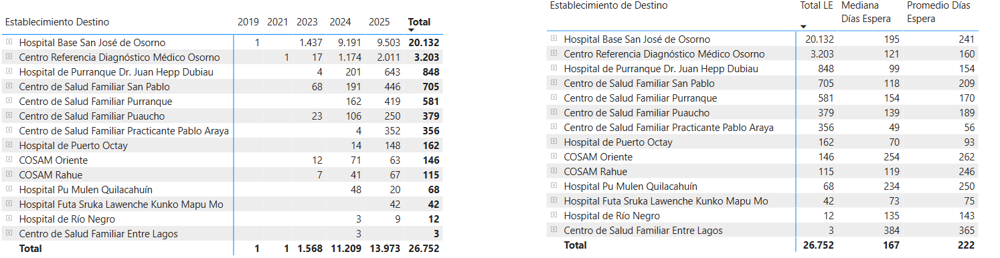 Establecimiento Destino 2019 2021 2023 2024 2025 Total
Hospital Base San José de Osorno 1 1.437 9.191 9.503 20.132
Centro Referencia Diagnóstico Médico Osorno 1 17 1.174 2.011 3.203
Hospital de Purranque Dr. Juan Hepp Dubiau 4 201 643 848
Centro de Salud Familiar San Pablo 68 191 446 705
Centro de Salud Familiar Purranque 162 419 581
Centro de Salud Familiar Puaucho 23 106 250 379
Centro de Salud Familiar Practicante Pablo Araya 4 352 356
Hospital de Puerto Octay 14 148 162
COSAM Oriente 12 71 63 146
COSAM Rahue 7 41 67 115
Hospital Pu Mulen Quilacahuín 48 20 68
Hospital Futa Sruka Lawenche Kunko Mapu Mo 42 42
Hospital de Río Negro 3 9 12
Centro de Salud Familiar Entre Lagos 3 3
Total 1 1 1.568 11.209 13.973 26.752
Establecimiento de Destino Total LE Mediana Promedio Días
Días Espera Espera
Hospital Base San José de Osorno 20.132 195 241
Centro Referencia Diagnóstico Médico Osorno 3.203 121 160
Hospital de Purranque Dr. Juan Hepp Dubiau 848 99 154
Centro de Salud Familiar San Pablo 705 118 209
Centro de Salud Familiar Purranque 581 154 170
Centro de Salud Familiar Puaucho 379 139 189
Centro de Salud Familiar Practicante Pablo Araya 356 49 56
Hospital de Puerto Octay 162 70 93
COSAM Oriente 146 254 262
COSAM Rahue 115 119 246
Hospital Pu Mulen Quilacahuín 68 234 250
Hospital Futa Sruka Lawenche Kunko Mapu Mo 42 73 75
Hospital de Río Negro 12 135 143
Centro de Salud Familiar Entre Lagos 3 384 365
Total 26.752 167 222